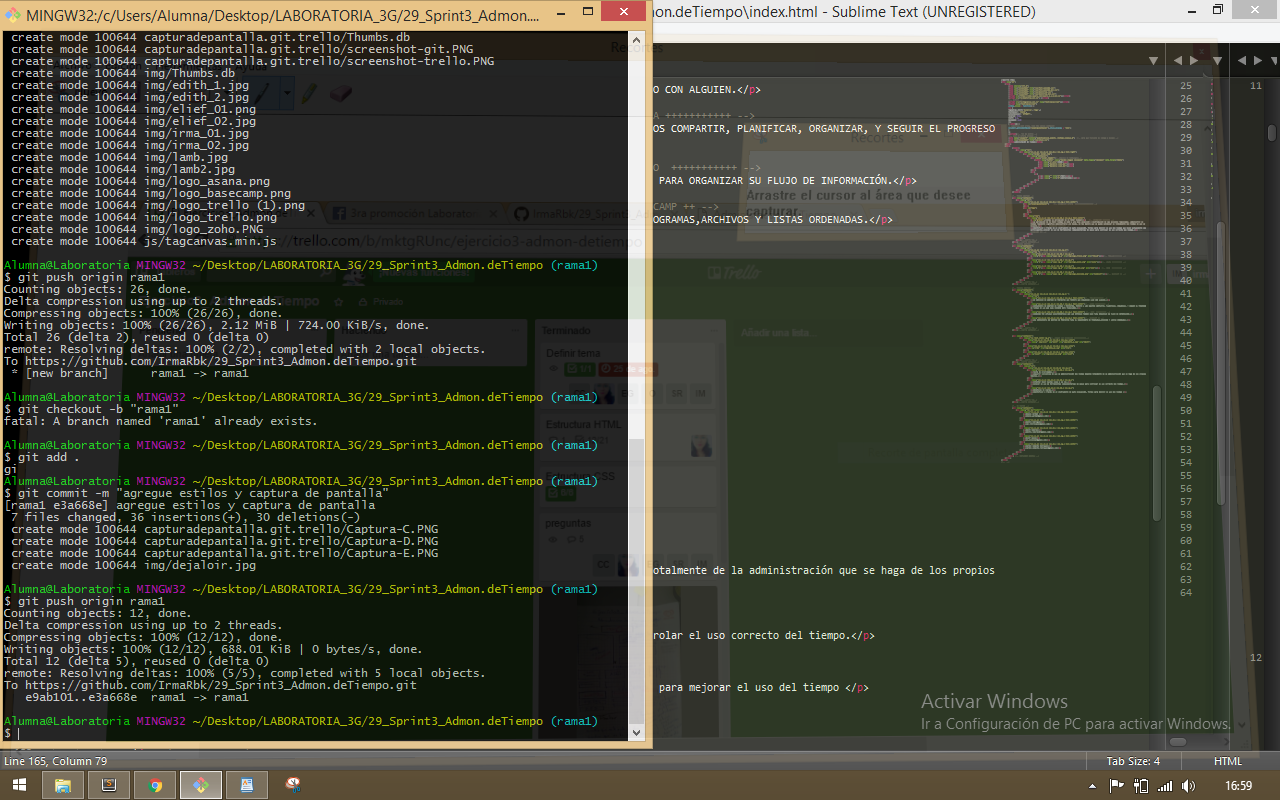 MINGW32:/c/Users/Alumna/Desktop/LABORATORIA_3G/29_Sprint3_Admon....
on.deTiempo\index.html - Sublime Text (UNREGISTERED)
create mode 100644 capturadepantalla.git.trello/Thumbs.db
create mode 100644 capturadepantalla.git.trello/screenshot-git.PNG
create mode 100644 capturadepantalla.git.trello/screenshot-trello.PNG
create mode 100644 img/Thumbs.db
create mode 100644 img/edith_1.jpg
create mode 100644 img/edith_2.jpg
create mode 100644 img/elief_01.png
create mode 100644 img/elief_02.jpg
create mode 100644 img/irma_01.jpg
create mode 100644 img/irma_02.jpg
create mode 100644 img/lamb.jpg
create mode 100644 img/lamb2.jpg
create mode 100644 img/logo_asana.png
create mode 100644 img/logo_basecamp.png
create mode 100644 img/logo_trello (1).png
create mode 100644 img/logo_trello.png
create mode 100644 img/logo_zoho.PNG
create mode 100644 js/tagcanvas.min.js
Alumna@Laboratoria MINGW32 ~/Desktop/LABORATORIA_3G/29_Sprint3_Admon.deTiempo (rama1)
$ git push origin rama1
Counting objects: 26, done.
Delta compression using up to 2 threads.
Compressing objects: 100% (26/26), done.
Writing objects: 100% (26/26), 2.12 MiB | 724.00 KiB/s, done.
Total 26 (delta 2), reused 0 (delta 0)
remote: Resolving deltas: 100% (2/2), completed with 2 local objects.
To https://github.com/IrmaRbk/29_Sprint3_Admon.deTiempo.git
* [new branch] rama1 -> rama1
Alumna@Laboratoria MINGW32 ~/Desktop/LABORATORIA_3G/29_Sprint3_Admon.deTiempo (rama1)
$ git checkout -b "rama1"
fatal: A branch named 'rama1' already exists.
Alumna@Laboratoria MINGW32 ~/Desktop/LABORATORIA_3G/29_Sprint3_Admon.deTiempo (rama1)
$ git add .
gi
Alumna@Laboratoria MINGW32 ~/Desktop/LABORATORIA_3G/29_Sprint3_Admon.deTiempo (rama1)
$ git commit -m "agregue estilos y captura de pantalla"
[rama1 e3a668e] agregue estilos y captura de pantalla
7 files changed, 36 insertions(+), 30 deletions(-)
create mode 100644 capturadepantalla.git.trello/Captura-C.PNG
create mode 100644 capturadepantalla.git.trello/Captura-D.PNG
create mode 100644 capturadepantalla.git.trello/Captura-E.PNG
create mode 100644 img/dejaloir.jpg
Alumna@Laboratoria MINGW32 ~/Desktop/LABORATORIA_3G/29_Sprint3_Admon.deTiempo (rama1)
$ git push origin rama1
Counting objects: 12, done.
Delta compression using up to 2 threads.
Compressing objects: 100% (12/12), done.
Writing objects: 100% (12/12), 688.01 KiB | 0 bytes/s, done.
Total 12 (delta 5), reused 0 (delta 0)
remote: Resolving deltas: 100% (5/5), completed with 5 local objects.
To https://github.com/IrmaRbk/29_Sprint3_Admon.deTiempo.git
e9ab101..e3a668e rama1 -> rama1
Alumna@Laboratoria MINGW32 ~/Desktop/LABORATORIA_3G/29_Sprint3_Admon.deTiempo (rama1)
$
O CON ALGUIEN.</p>
A +++++++++++ -->
OS COMPARTIR, PLANIFICAR, ORGANIZAR, Y SEGUIR EL PROGRESO
Recortes
O +++++++++++ -->
PARA ORGANIZAR SU FLUJO DE INFORMACIÓN.</p>
Arrastre el cursor al área que desee
capturar.
CAMP ++ -->
OGRAMAS,ARCHIVOS Y LISTAS ORDENADAS.</p>
3ra promoción Laborator
IrmaRbk/29_Sprint3_A
trello.com/b/mktgRUnc/ejercicio3-admon-detiempo
Trello
Privado
Terminado
Añadir una lista...
Definir tema
Estructura HTML
Estructura CSS
preguntas
otalmente de la administración que se haga de los propios
rolar el uso correcto del tiempo.</p>
para mejorar el uso del tiempo </p>
25
26
27
28
29
30
31
32
33
34
35
36
37
38
39
40
41
42
43
44
45
46
47
48
49
50
51
52
53
54
55
56
57
58
59
60
61
62
63
64
11
12
Activar Windows
Ir a Configuración de PC para activar Windows.
Line 165, Column 79
Tab Size: 4
HTML
16:59